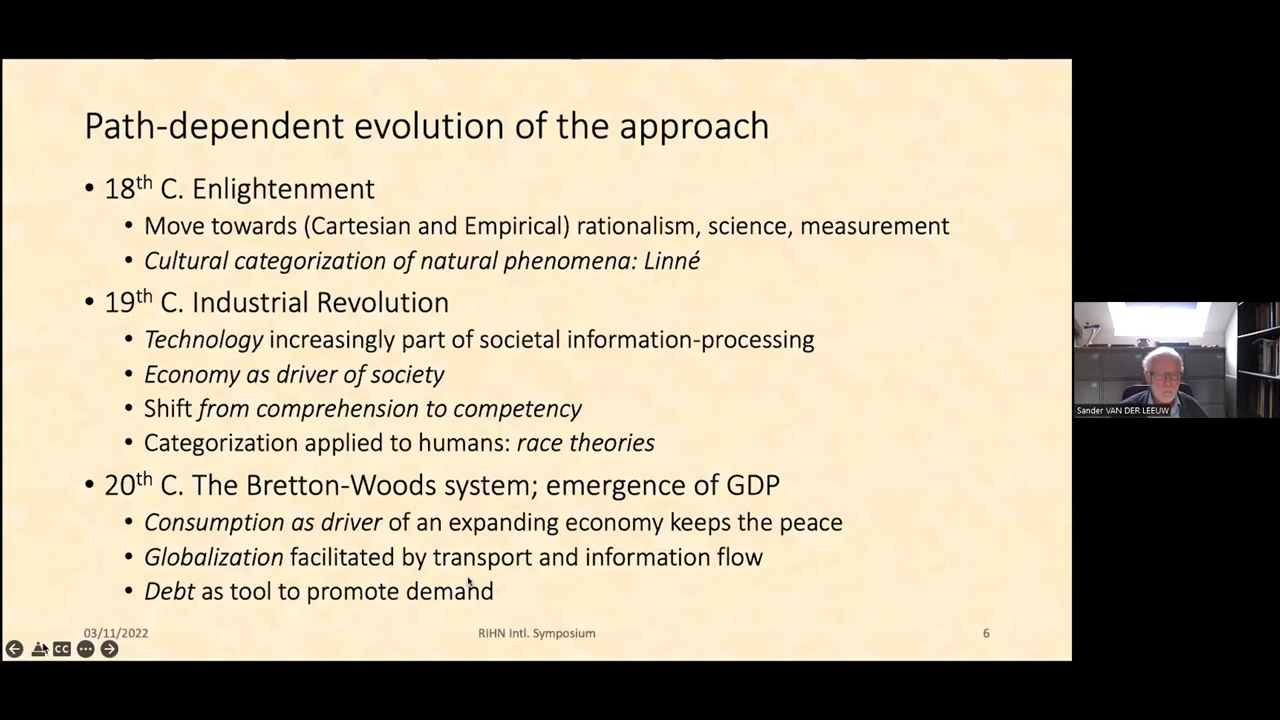 Path-dependent evolution of the approach
• 18th C. Enlightenment
• Move towards (Cartesian and Empirical) rationalism, science, measurement
• Cultural categorization of natural phenomena: Linné
• 19th C. Industrial Revolution
• Technology increasingly part of societal information-processing
• Economy as driver of society
• Shift from comprehension to competency
• Categorization applied to humans: race theories
• 20th C. The Bretton-Woods system; emergence of GDP
• Consumption as driver of an expanding economy keeps the peace
• Globalization facilitated by transport and information flow
• Debt as tool to promote demand
03/11/2022
RIHN Intl. Symposium
6
CC
Sander VAN DER LEEUW